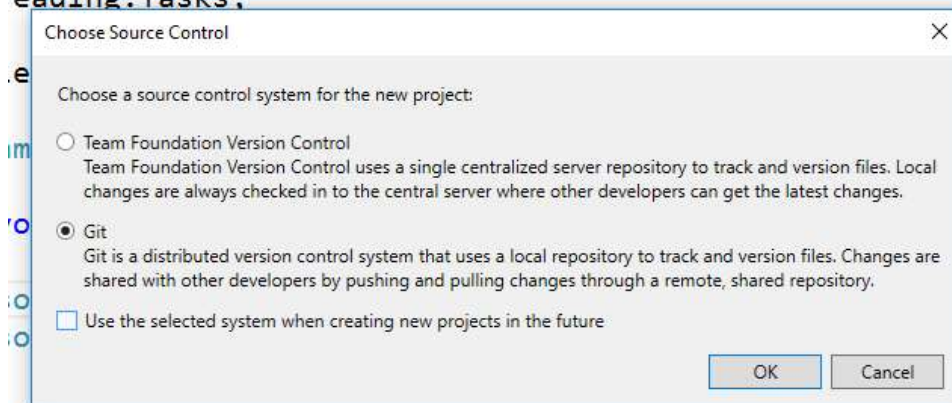 eading.Tasks;
Choose Source Control
Choose a source control system for the new project:
Team Foundation Version Control
Team Foundation Version Control uses a single centralized server repository to track and version files. Local
changes are always checked in to the central server where other developers can get the latest changes.
Git
Git is a distributed version control system that uses a local repository to track and version files. Changes are
shared with other developers by pushing and pulling changes through a remote, shared repository.
Use the selected system when creating new projects in the future
OK Cancel